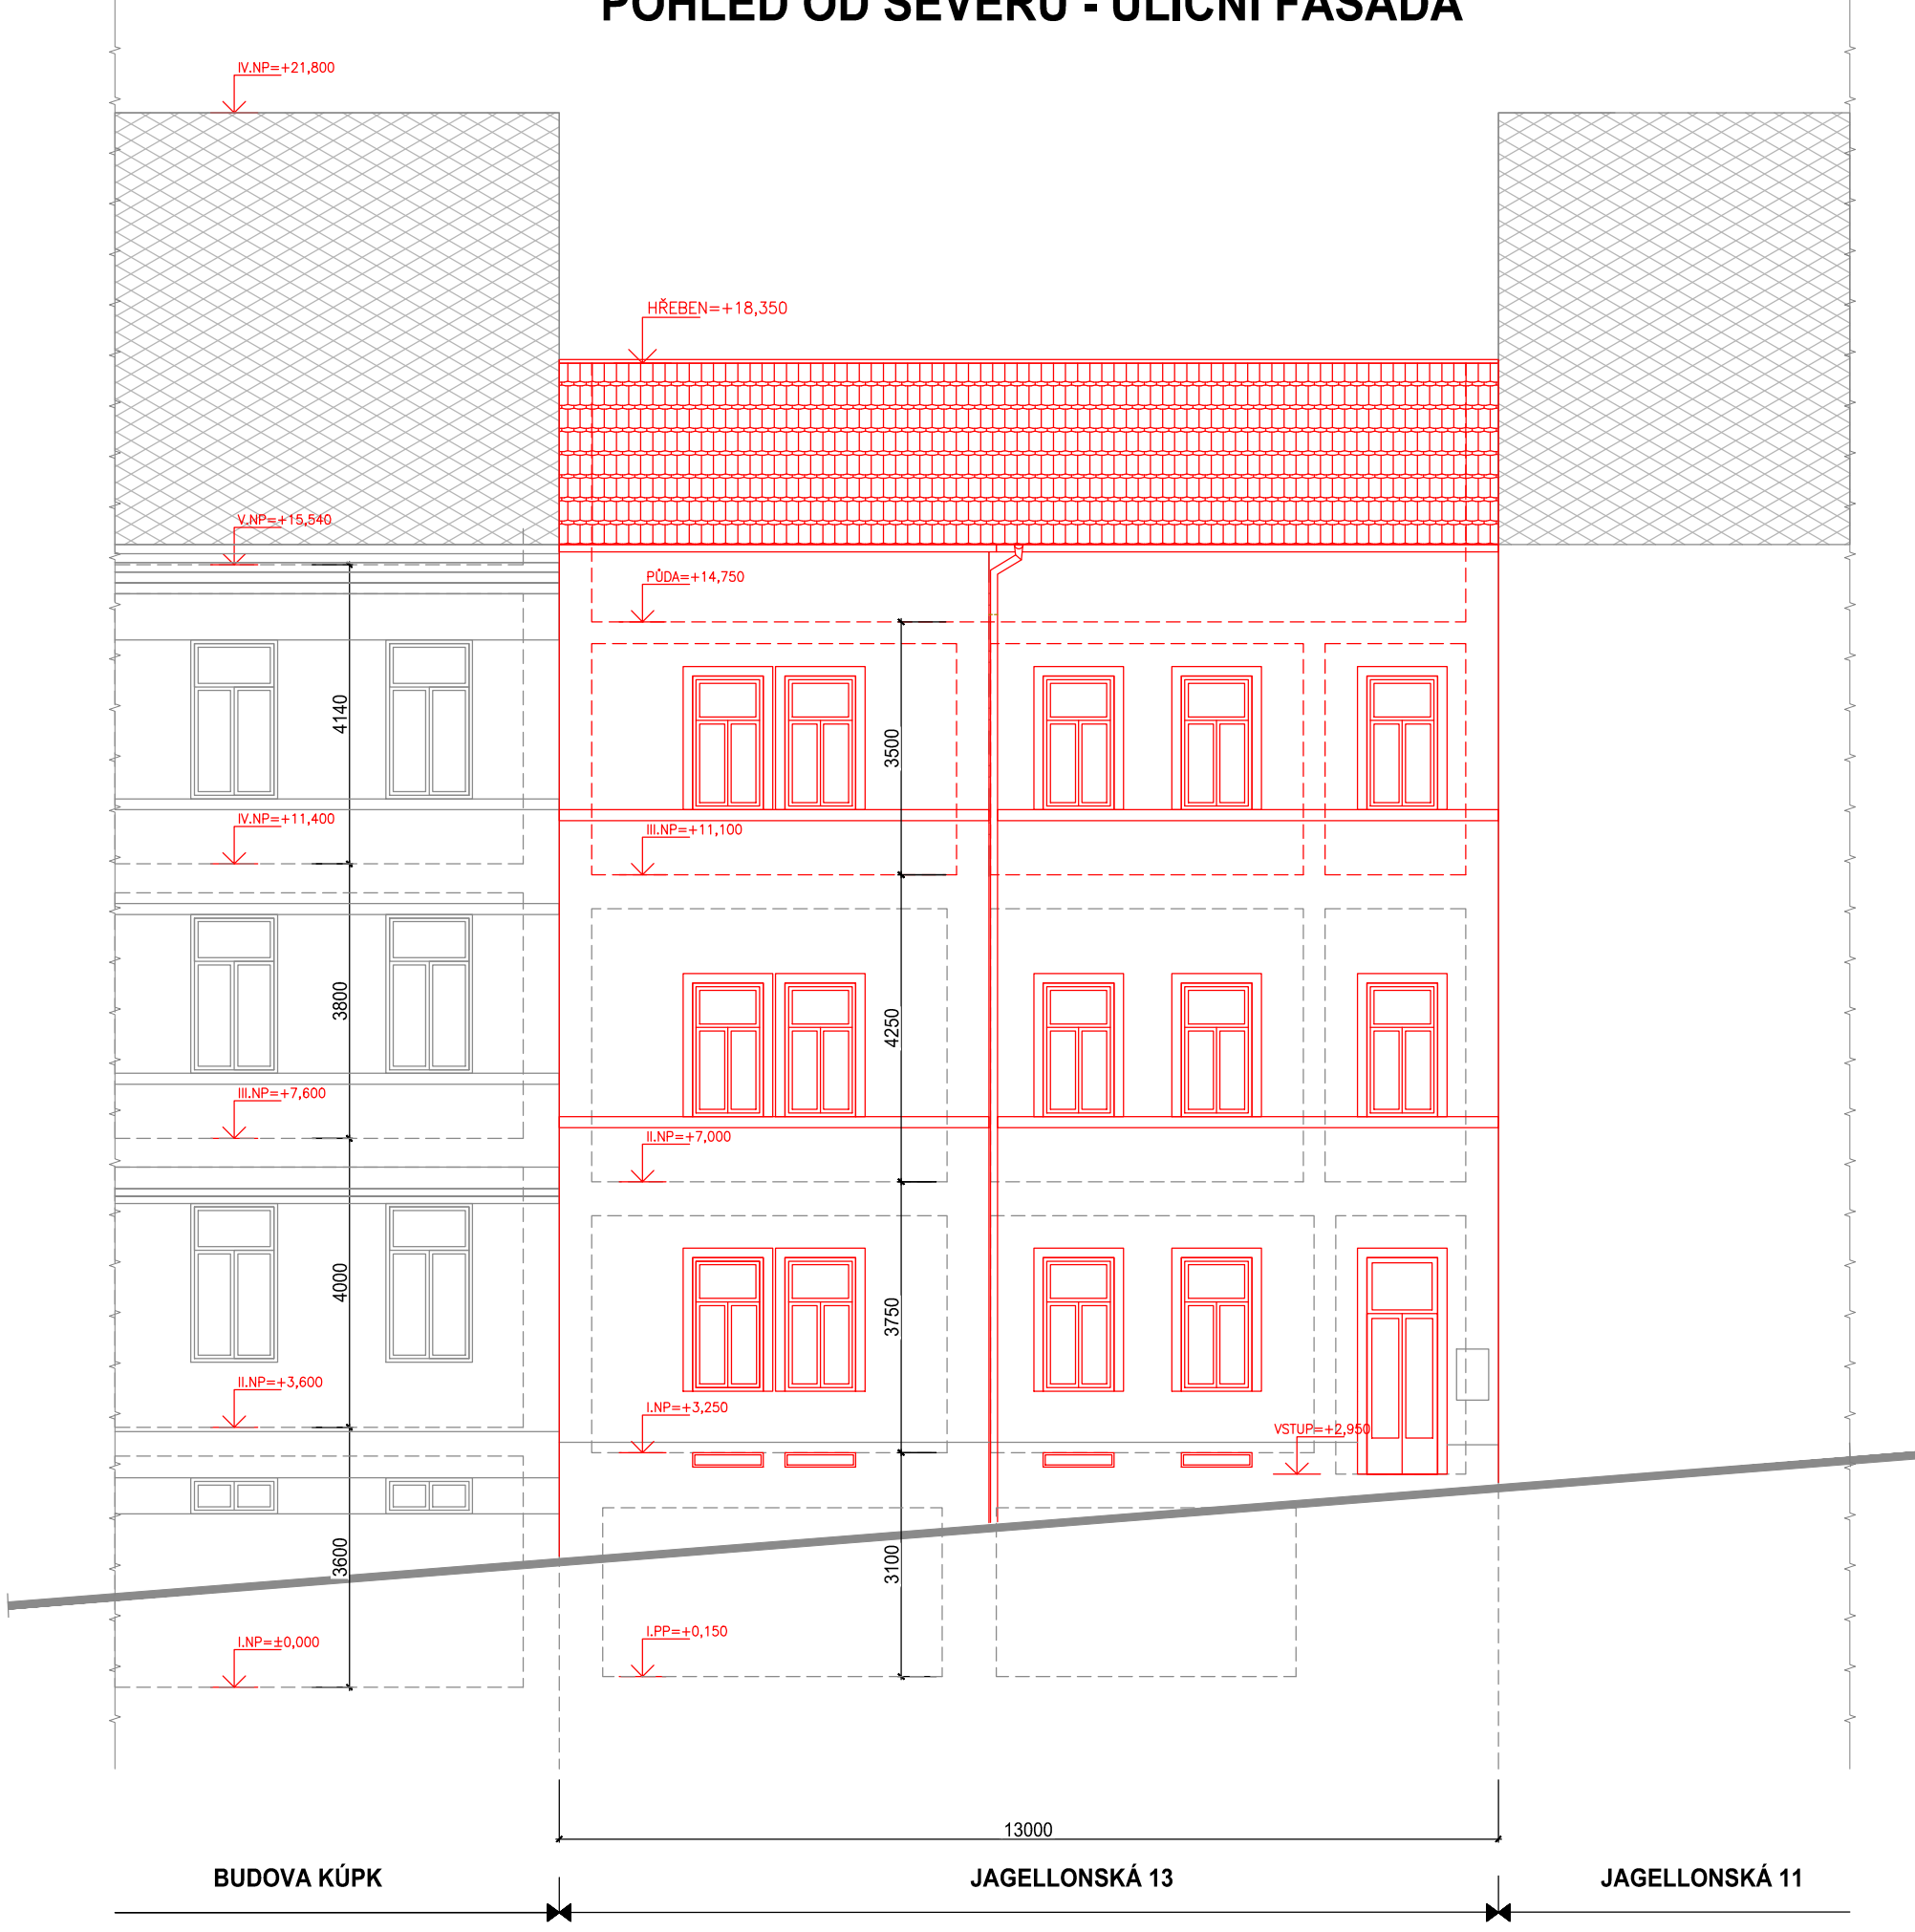 POHLED OD SEVERU - ULIČNÍ FASÁDA
IV.NP=+21,800
HŘEBEN=+18,350
V.NP=+15,540
PŮDA=+14,750
4140
3500
IV.NP=+11,400
III.NP=+11,100
3800
4250
III.NP=+7,600
II.NP=+7,000
4000
3750
II.NP=+3,600
I.NP=+3,250
VSTUP=+2,950
3600
3100
I.NP=±0,000
I.PP=+0,150
13000
BUDOVA KÚPK
JAGELLONSKÁ 13
JAGELLONSKÁ 11